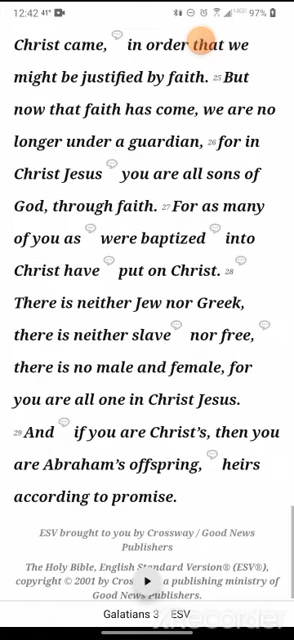 12:42 41° 97%
Christ came, in order that we
might be justified by faith. 25 But
now that faith has come, we are no
longer under a guardian, 26 for in
Christ Jesus you are all sons of
God, through faith. 27 For as many
of you as were baptized into
Christ have put on Christ. 28
There is neither Jew nor Greek,
there is neither slave nor free,
there is no male and female, for
you are all one in Christ Jesus.
29 And if you are Christ’s, then you
are Abraham’s offspring, heirs
according to promise.
ESV brought to you by Crossway / Good News
Publishers
The Holy Bible, English Standard Version® (ESV®),
copyright © 2001 by a publishing ministry of
Good News Publishers.
Galatians 3 ESV